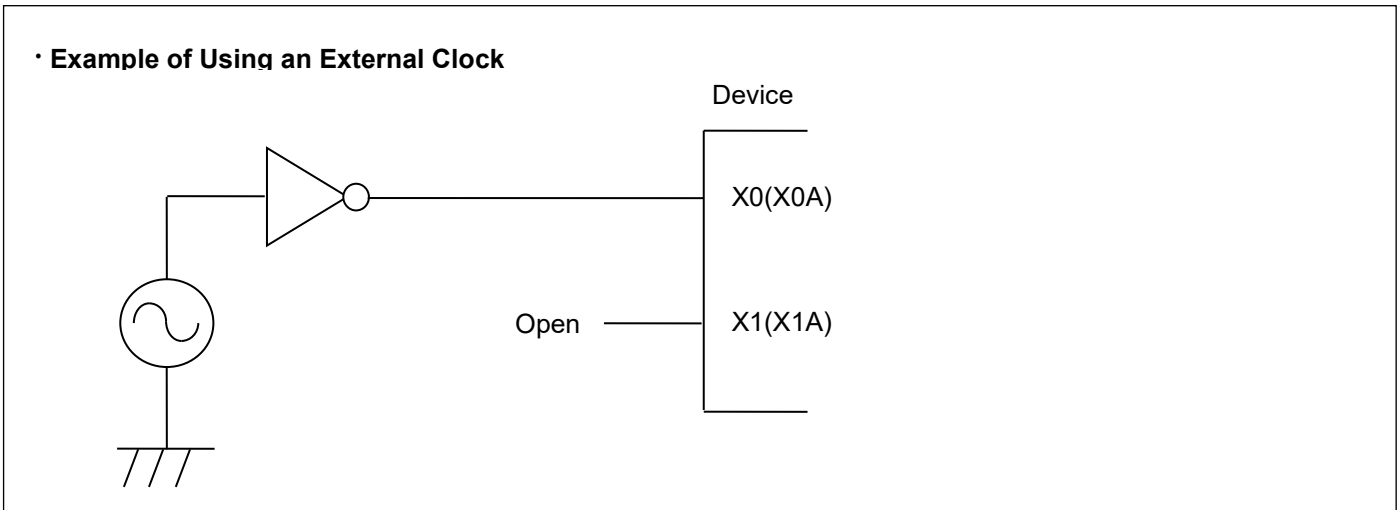 ・Example of Using an External Clock
Device
X0(X0A)
Open
X1(X1A)